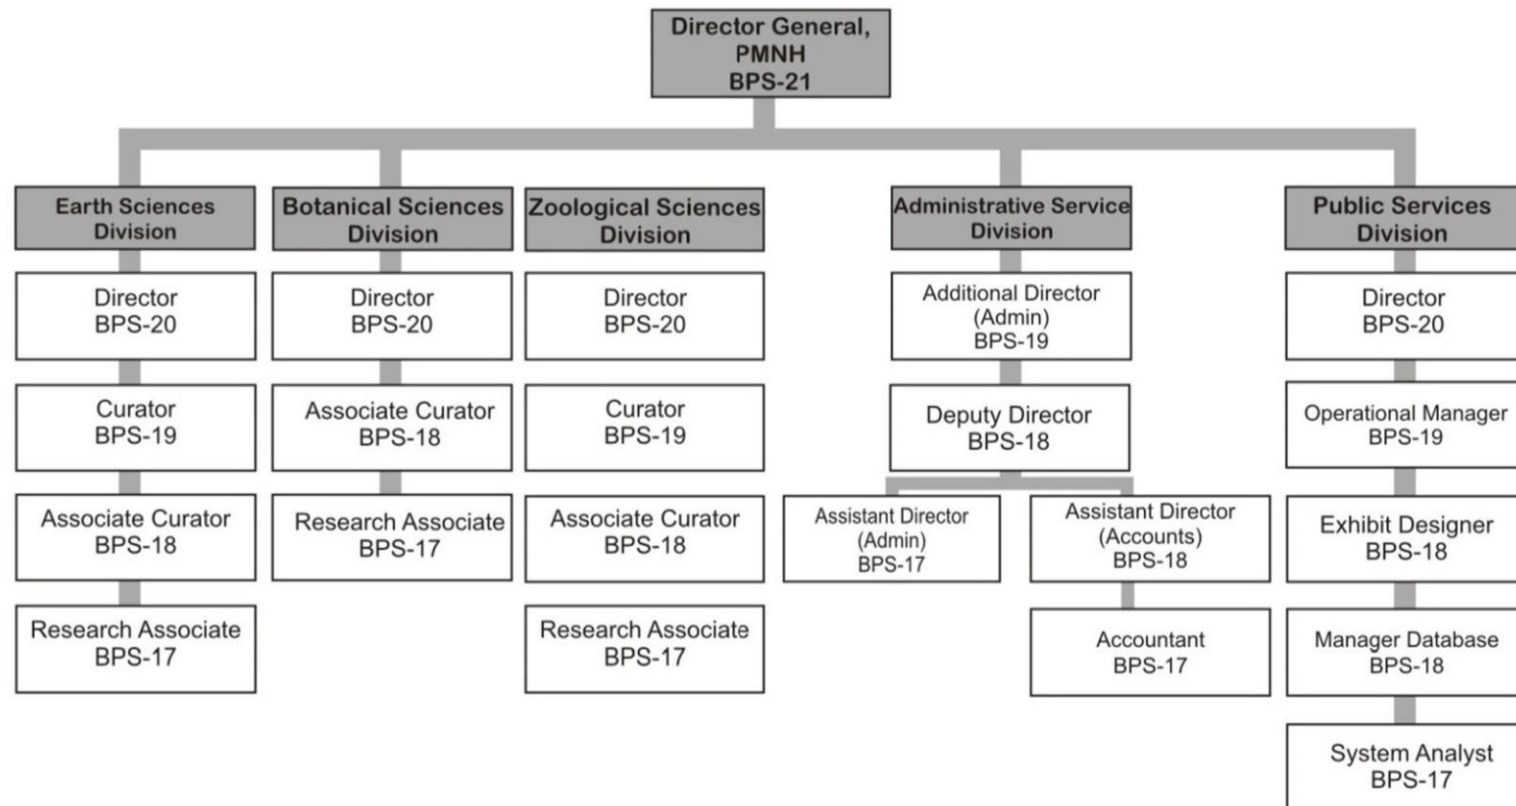 Director General,
PMNH
BPS-21
Earth Sciences
Division
Director
BPS-20
Curator
BPS-19
Associate Curator
BPS-18
Research Associate
BPS-17
Botanical Sciences
Division
Director
BPS-20
Associate Curator
BPS-18
Research Associate
BPS-17
Zoological Sciences
Division
Director
BPS-20
Curator
BPS-19
Associate Curator
BPS-18
Research Associate
BPS-17
Administrative Service
Division
Additional Director
(Admin)
BPS-19
Deputy Director
BPS-18
Assistant Director
(Admin)
BPS-17
Assistant Director
(Accounts)
BPS-18
Accountant
BPS-17
Public Services
Division
Director
BPS-20
Operational Manager
BPS-19
Exhibit Designer
BPS-18
Manager Database
BPS-18
System Analyst
BPS-17